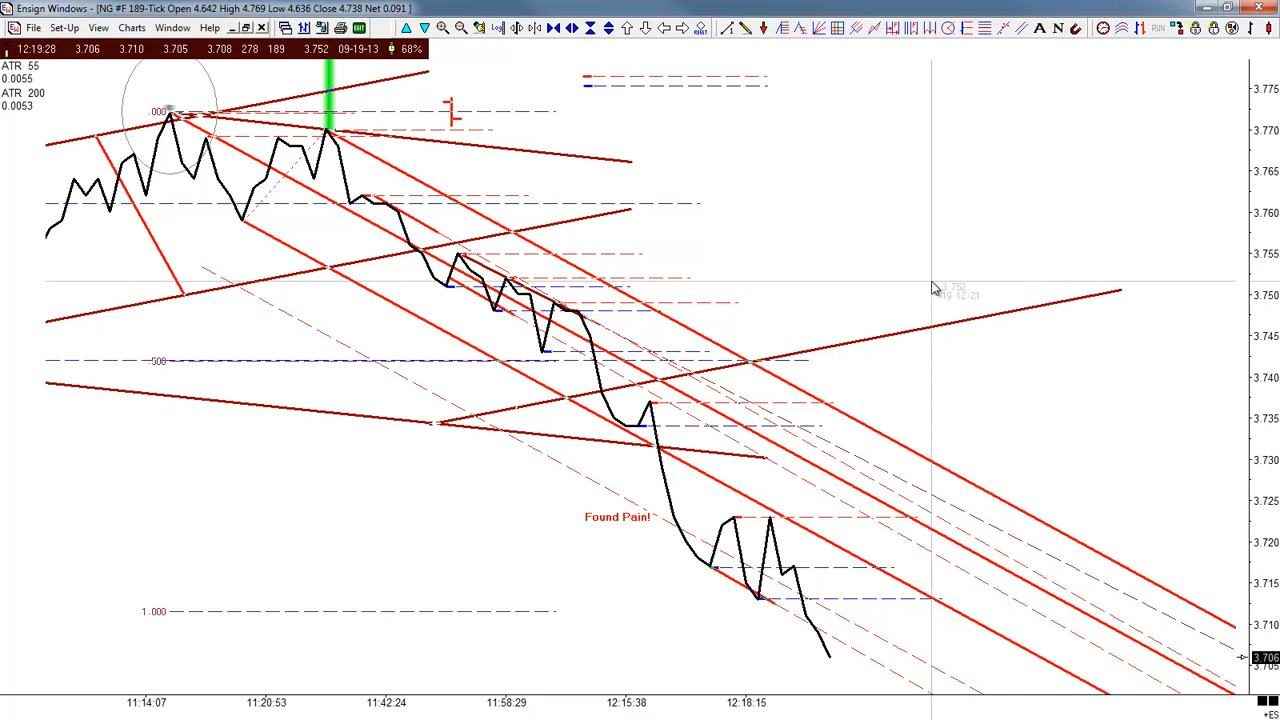 Ensign Windows - [NG #F 189-Tick Open 4.642 High 4.769 Low 4.636 Close 4.738 Net 0.091 ]
File Set-Up View Charts Window Help
12:19:28 3.706 3.710 3.705 3.708 278 189 3.752 09-19-13 68%
ATR 55
0.0055
ATR 200
0.0053
.000
.500
1.000
Found Pain!
3.752
3.775
3.770
3.765
3.760
3.755
3.750
3.745
3.740
3.735
3.730
3.725
3.720
3.715
3.710
3.706
3.705
11:14:07 11:20:53 11:42:24 11:58:29 12:15:38 12:18:15
+ES